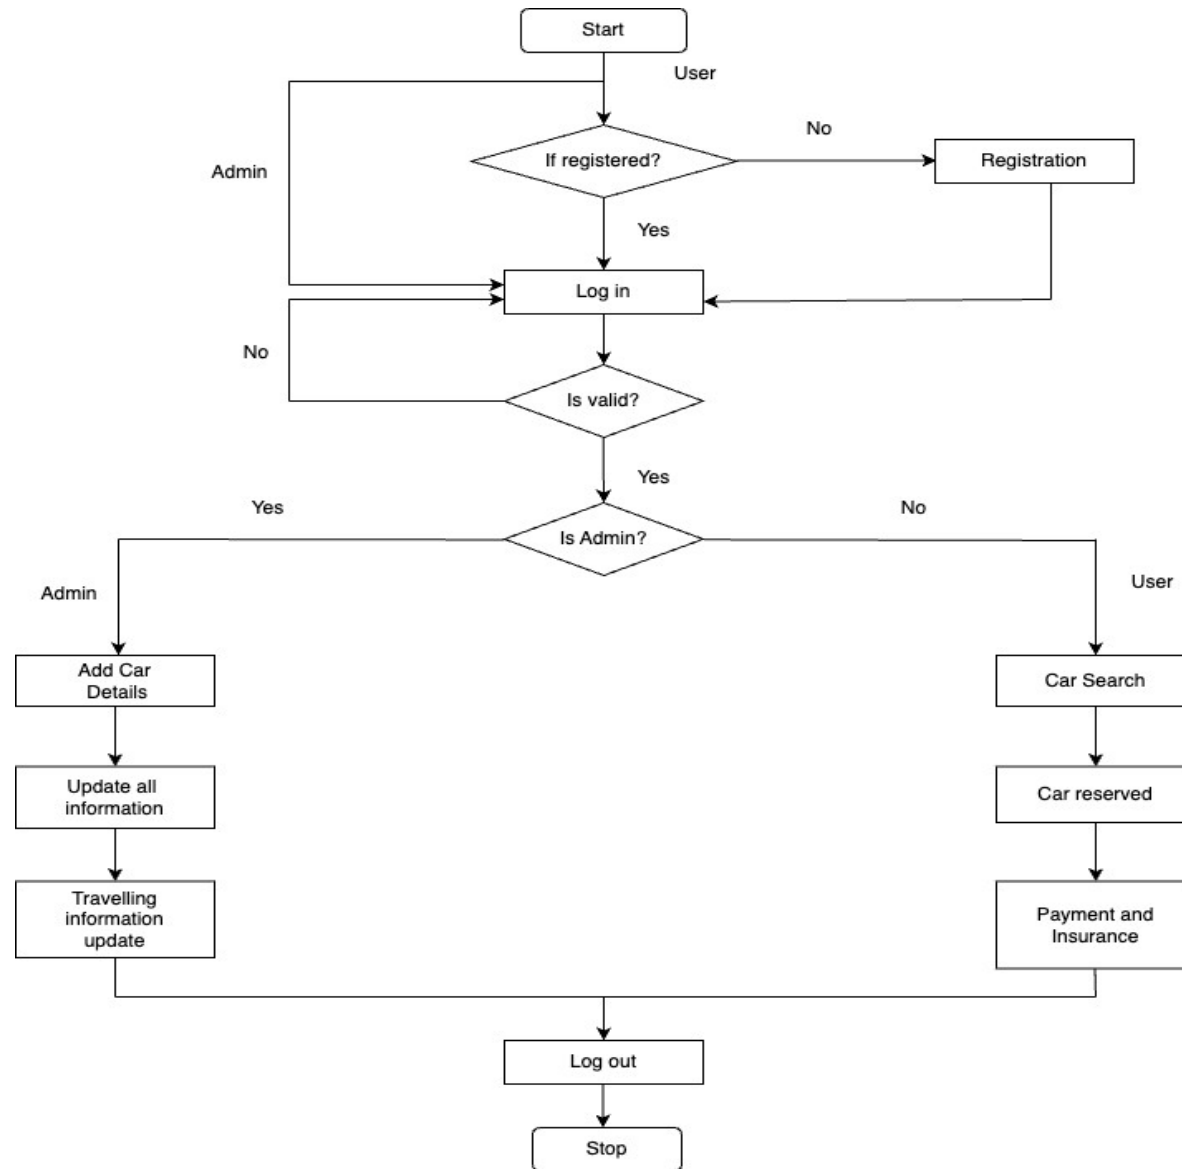 Start
User
No
If registered?
Registration
Admin
Yes
Log in
No
Is valid?
Yes
Yes
No
Is Admin?
Admin
User
Add Car
Details
Car Search
Update all
information
Car reserved
Travelling
information
update
Payment and
Insurance
Log out
Stop